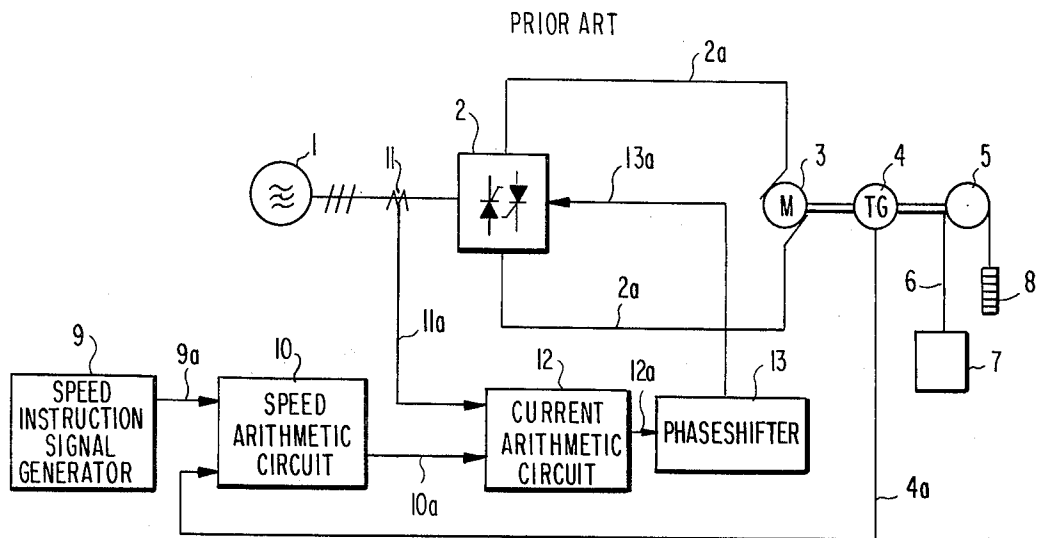 PRIOR ART
2a
2
1
11
13a
3
4
5
M
TG
6
8
2a
11a
7
9
9a
10
12
12a
13
SPEED
INSTRUCTION
SIGNAL
GENERATOR
SPEED
ARITHMETIC
CIRCUIT
CURRENT
ARITHMETIC
CIRCUIT
PHASESHIFTER
10a
4a